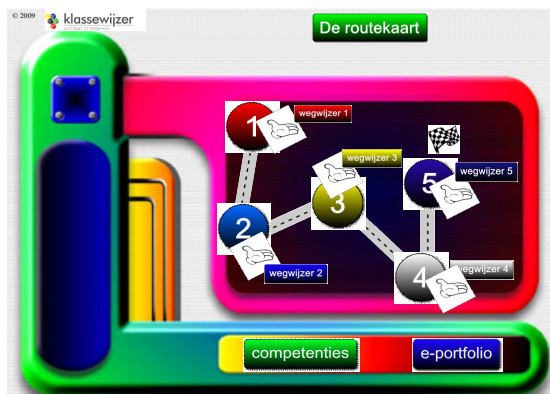 © 2009
klassewijzer
De routekaart
1
wegwijzer 1
wegwijzer 3
3
5
wegwijzer 5
2
wegwijzer 2
4
wegwijzer 4
competenties
e-portfolio